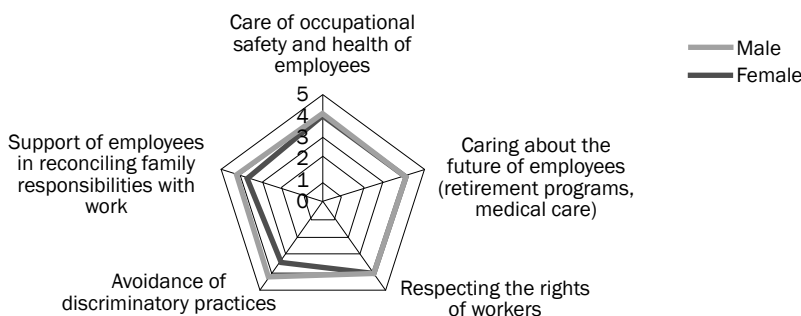 Care of occupational
safety and health of
employees
Male
Female
5
4
3
2
1
0
Support of employees
in reconciling family
responsibilities with
work
Caring about the
future of employees
(retirement programs,
medical care)
Avoidance of
discriminatory practices
Respecting the rights
of workers